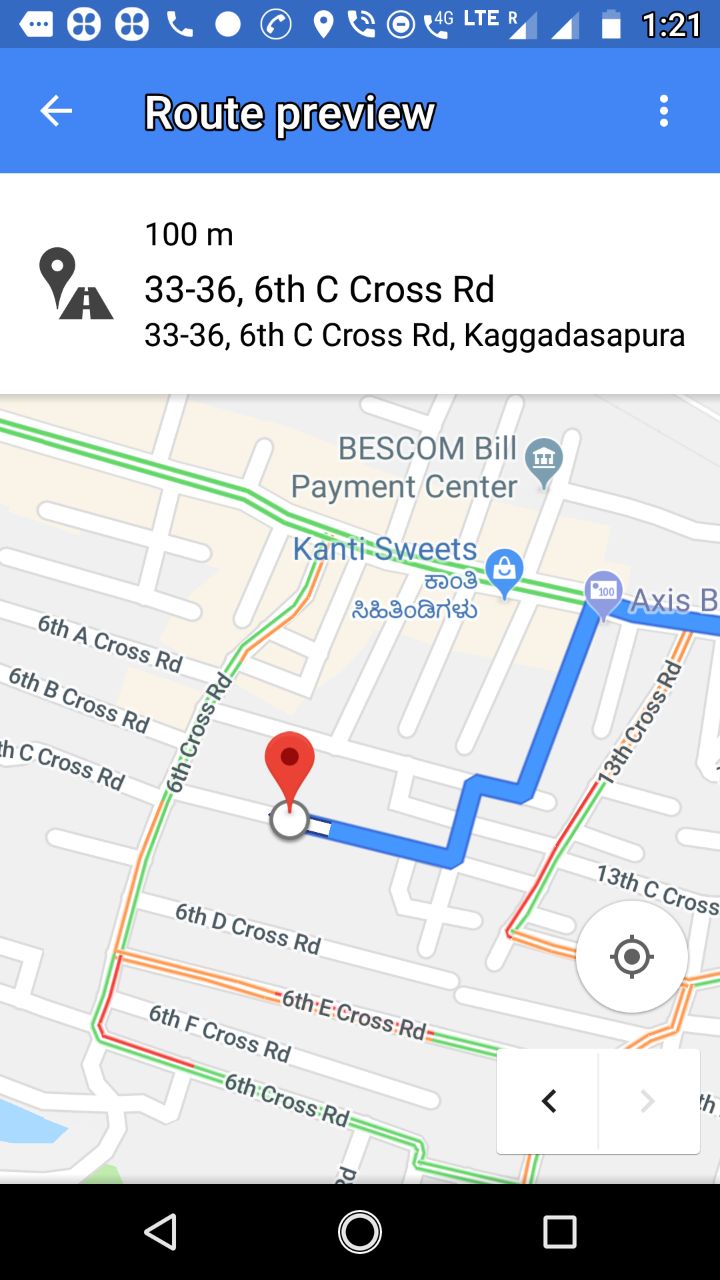 4G LTE R 1:21
Route preview
100 m
33-36, 6th C Cross Rd
33-36, 6th C Cross Rd, Kaggadasapura
BESCOM Bill
Payment Center
Kanti Sweets
ಕಾಂತಿ
ಸಿಹಿತಿಂಡಿಗಳು
100
Axis B
6th A Cross Rd
6th B Cross Rd
th C Cross Rd
6th Cross Rd
13th Cross Rd
13th C Cross
6th D Cross Rd
6th E Cross Rd
6th F Cross Rd
6th Cross Rd
th
Rd